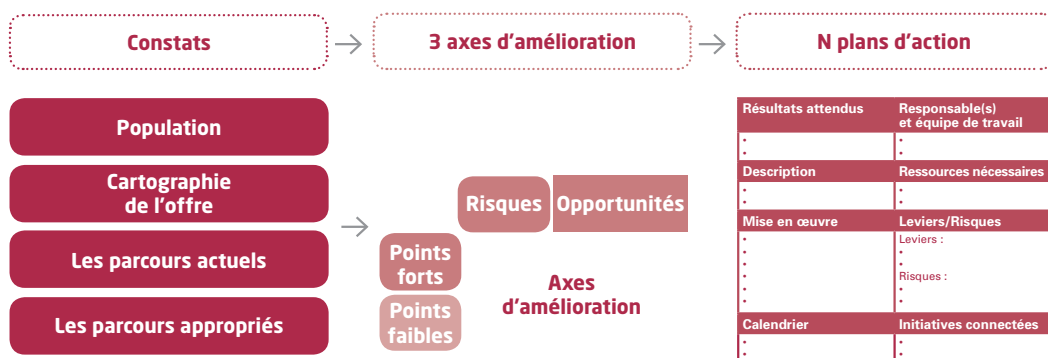 Constats
3 axes d'amélioration
N plans d'action
Population
Cartographie
de l'offre
Les parcours actuels
Les parcours appropriés
Risques
Opportunités
Points
forts
Points
faibles
Axes
d'amélioration
Résultats attendus
Responsable(s)
et équipe de travail
Description
Ressources nécessaires
Mise en œuvre
Leviers/Risques
Leviers :
Risques :
Calendrier
Initiatives connectées